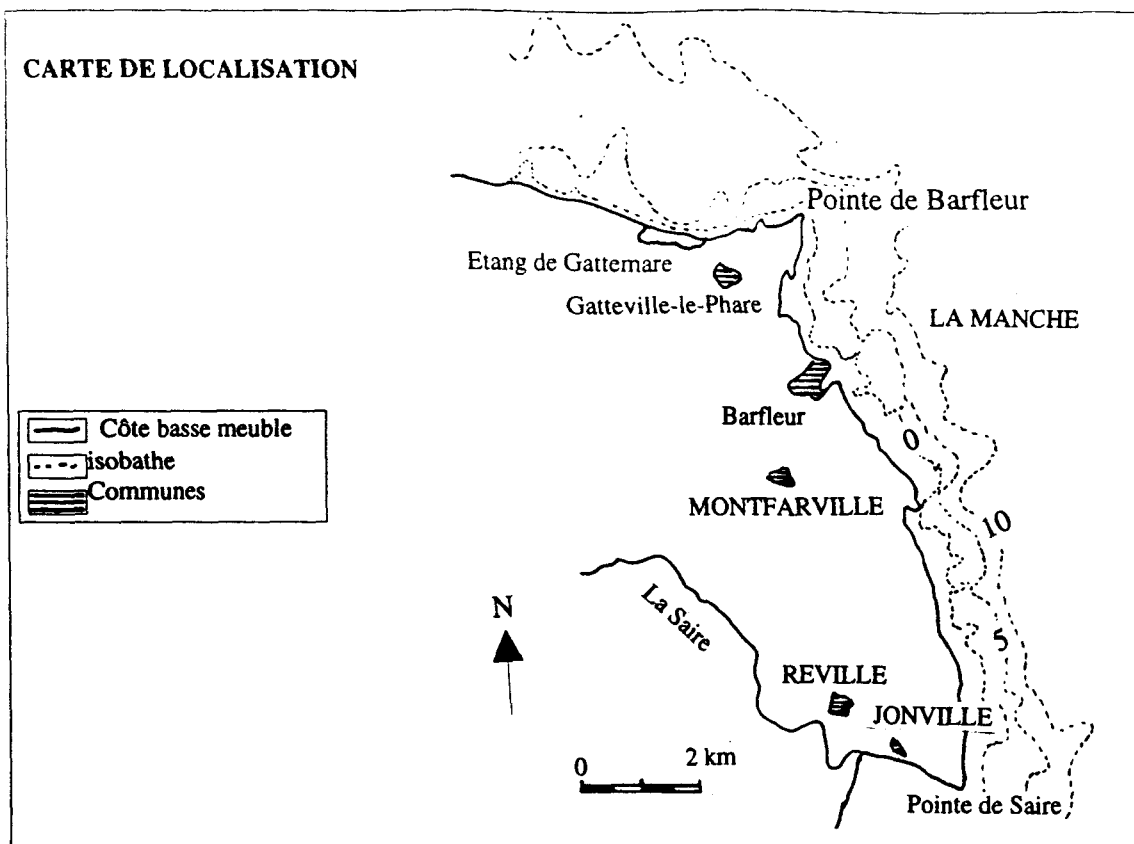 CARTE DE LOCALISATION
Pointe de Barfleur
Etang de Gattemare
Gatteville-le-Phare
LA MANCHE
Barfleur
0
Côte basse meuble
isobathe
Communes
MONTFARVILLE
10
La Saire
N
5
REVILLE
JONVILLE
0 2 km
Pointe de Saire